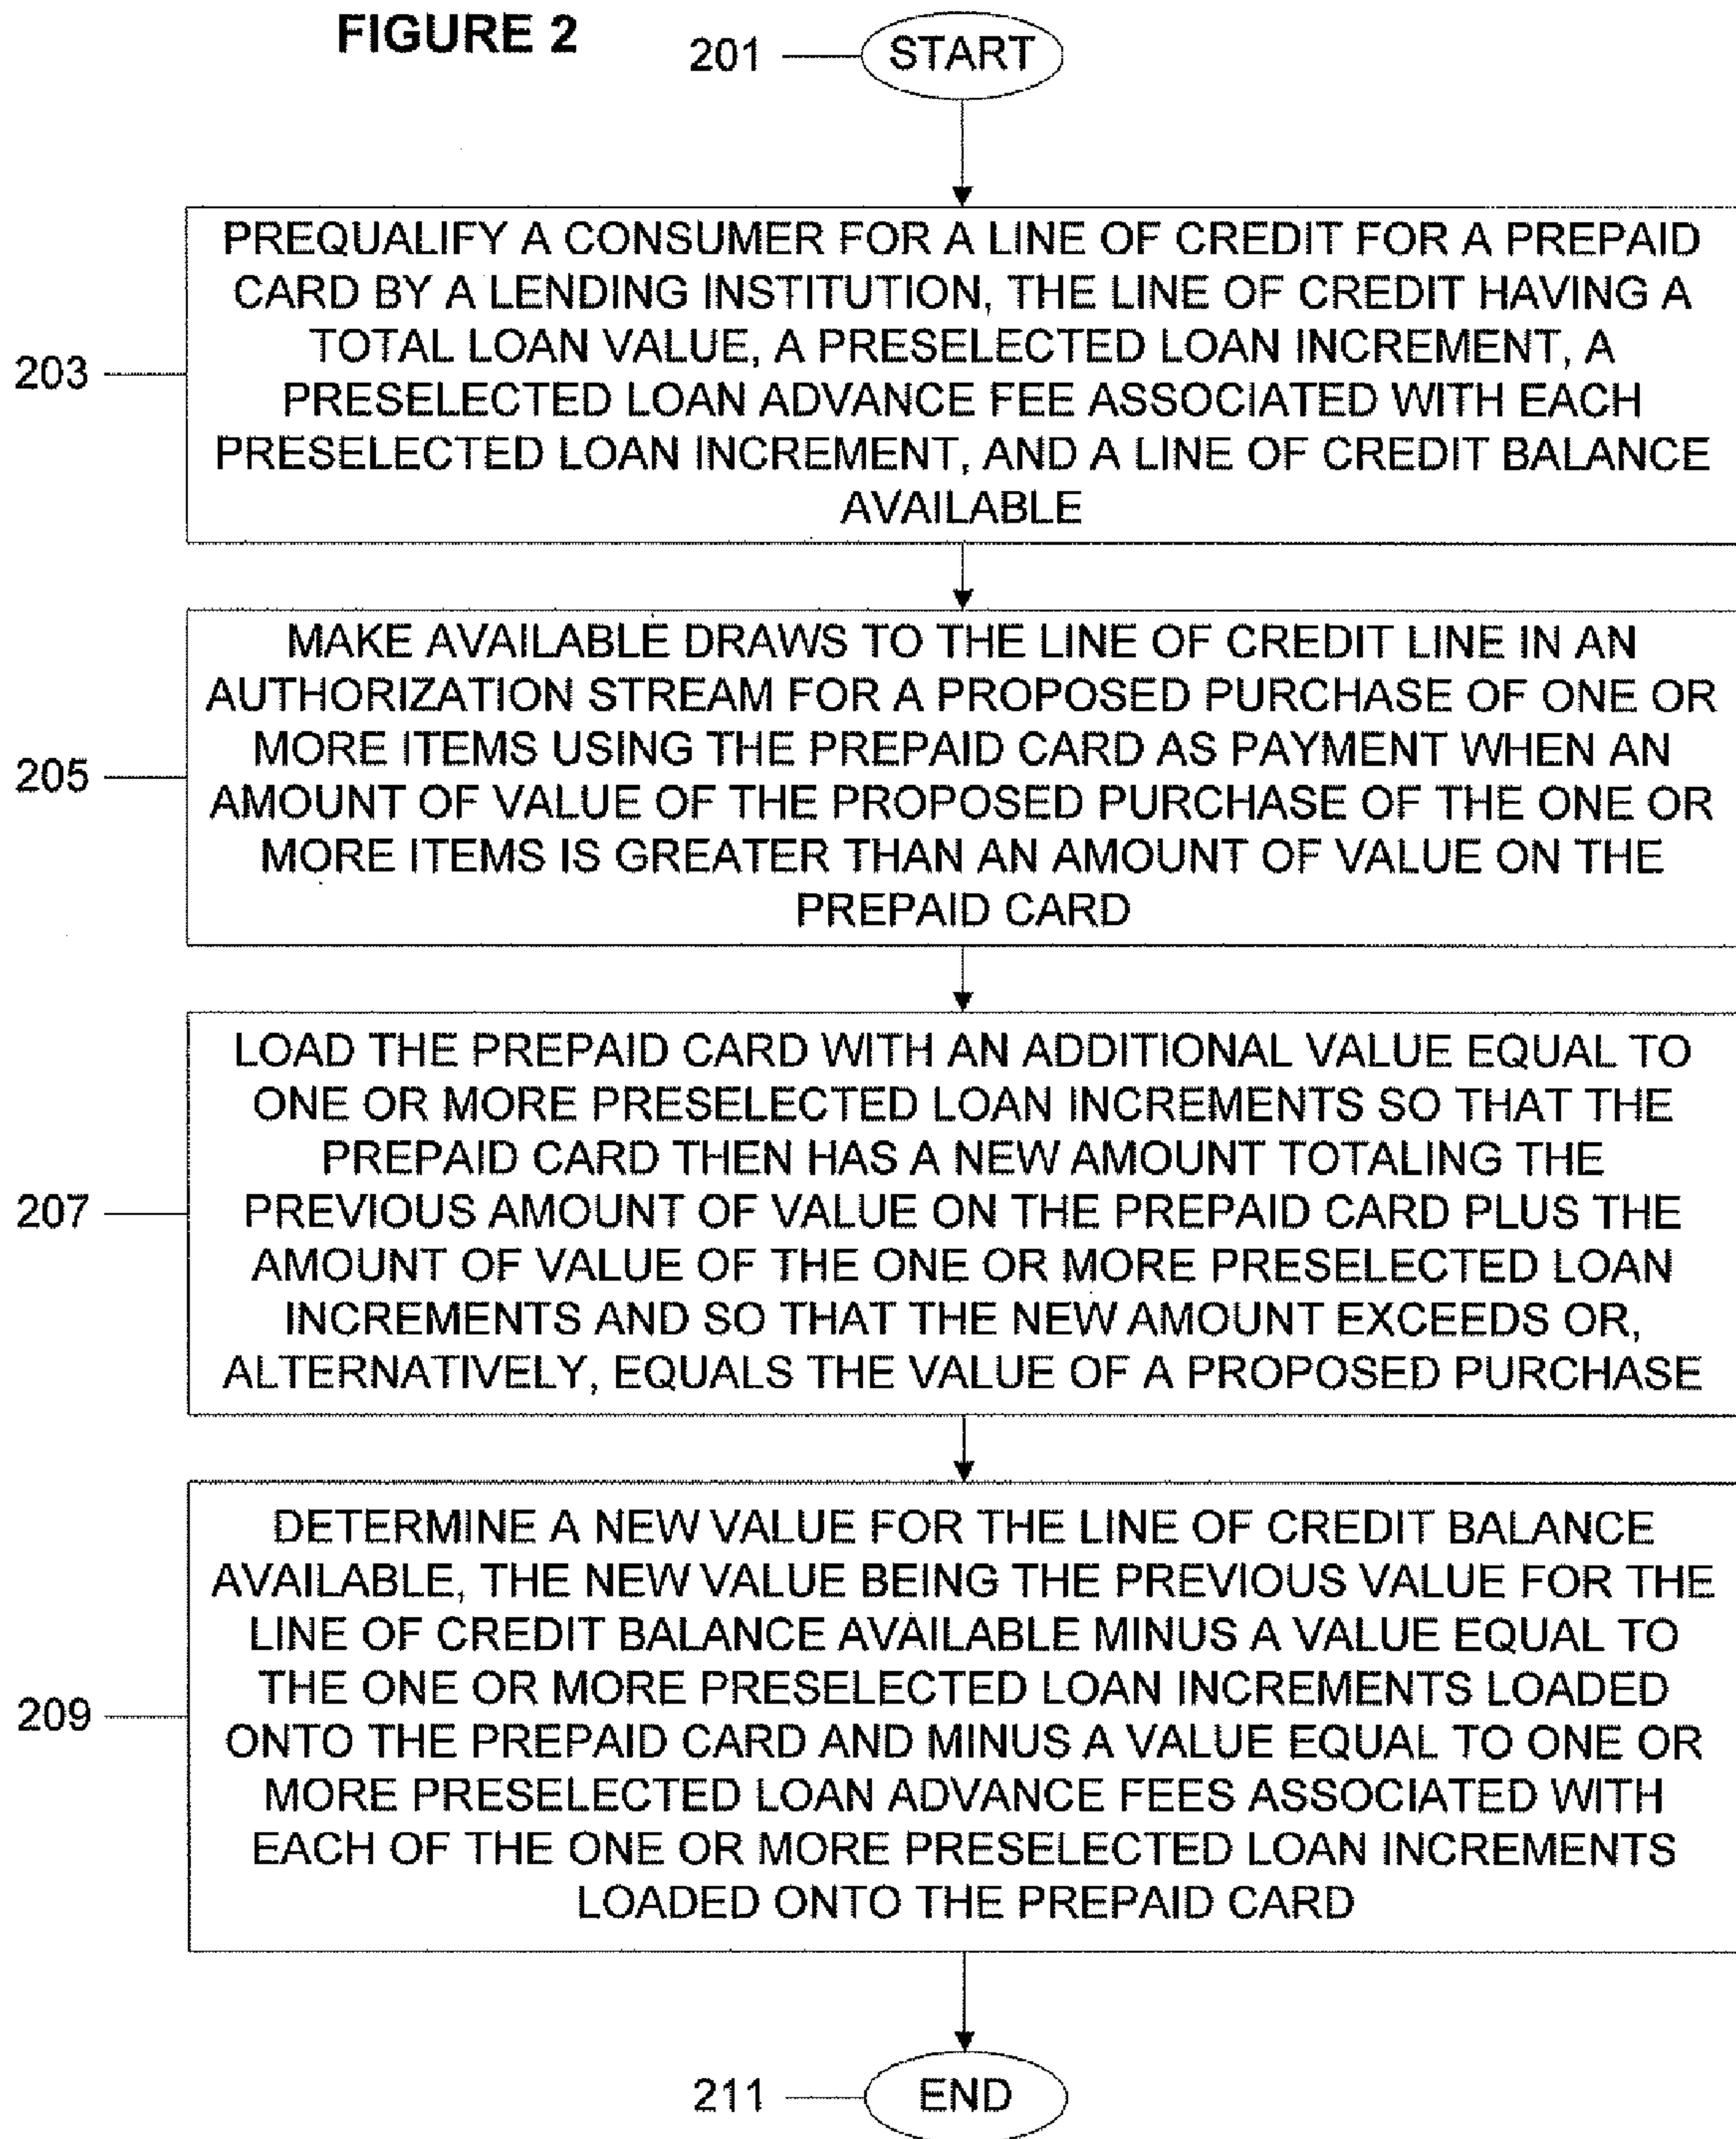 FIGURE 2
201
START
203
PREQUALIFY A CONSUMER FOR A LINE OF CREDIT FOR A PREPAID
CARD BY A LENDING INSTITUTION, THE LINE OF CREDIT HAVING A
TOTAL LOAN VALUE, A PRESELECTED LOAN INCREMENT, A
PRESELECTED LOAN ADVANCE FEE ASSOCIATED WITH EACH
PRESELECTED LOAN INCREMENT, AND A LINE OF CREDIT BALANCE
AVAILABLE
205
MAKE AVAILABLE DRAWS TO THE LINE OF CREDIT LINE IN AN
AUTHORIZATION STREAM FOR A PROPOSED PURCHASE OF ONE OR
MORE ITEMS USING THE PREPAID CARD AS PAYMENT WHEN AN
AMOUNT OF VALUE OF THE PROPOSED PURCHASE OF THE ONE OR
MORE ITEMS IS GREATER THAN AN AMOUNT OF VALUE ON THE
PREPAID CARD
207
LOAD THE PREPAID CARD WITH AN ADDITIONAL VALUE EQUAL TO
ONE OR MORE PRESELECTED LOAN INCREMENTS SO THAT THE
PREPAID CARD THEN HAS A NEW AMOUNT TOTALING THE
PREVIOUS AMOUNT OF VALUE ON THE PREPAID CARD PLUS THE
AMOUNT OF VALUE OF THE ONE OR MORE PRESELECTED LOAN
INCREMENTS AND SO THAT THE NEW AMOUNT EXCEEDS OR,
ALTERNATIVELY, EQUALS THE VALUE OF A PROPOSED PURCHASE
209
DETERMINE A NEW VALUE FOR THE LINE OF CREDIT BALANCE
AVAILABLE, THE NEW VALUE BEING THE PREVIOUS VALUE FOR THE
LINE OF CREDIT BALANCE AVAILABLE MINUS A VALUE EQUAL TO
THE ONE OR MORE PRESELECTED LOAN INCREMENTS LOADED
ONTO THE PREPAID CARD AND MINUS A VALUE EQUAL TO ONE OR
MORE PRESELECTED LOAN ADVANCE FEES ASSOCIATED WITH
EACH OF THE ONE OR MORE PRESELECTED LOAN INCREMENTS
LOADED ONTO THE PREPAID CARD
211
END